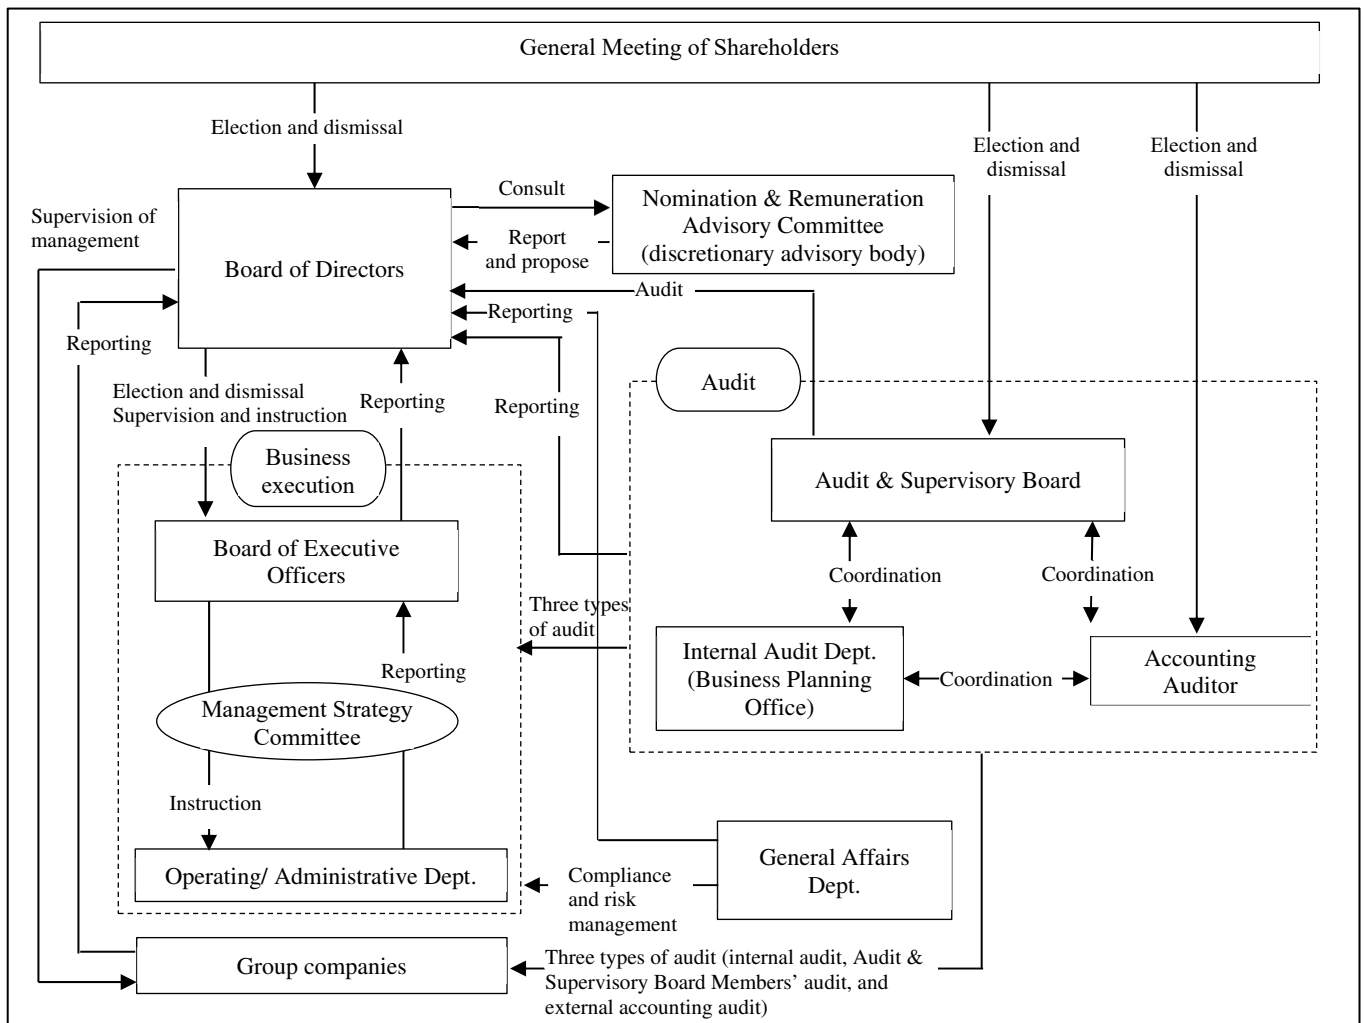 General Meeting of Shareholders
Election and dismissal
Election and
dismissal
Election and
dismissal
Supervision of
management
Board of Directors
Consult
Nomination & Remuneration
Advisory Committee
(discretionary advisory body)
Report
and propose
Audit
Reporting
Reporting
Election and dismissal
Supervision and instruction
Reporting
Reporting
Audit
Business
execution
Audit & Supervisory Board
Board of Executive
Officers
Coordination
Coordination
Three types
of audit
Internal Audit Dept.
(Business Planning
Office)
Coordination
Accounting
Auditor
Reporting
Management Strategy
Committee
Instruction
Operating/ Administrative Dept.
General Affairs
Dept.
Compliance
and risk
management
Group companies
Three types of audit (internal audit, Audit &
Supervisory Board Members’ audit, and
external accounting audit)